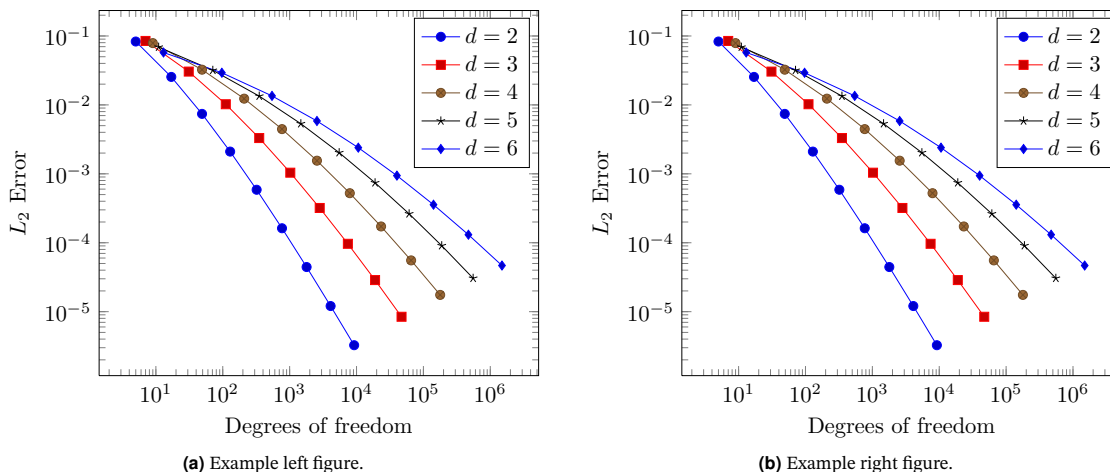 10^{-1}
10^{-2}
10^{-3}
10^{-4}
10^{-5}
L_2 Error
10^1 10^2 10^3 10^4 10^5 10^6
Degrees of freedom
d = 2
d = 3
d = 4
d = 5
d = 6
(a) Example left figure.
10^{-1}
10^{-2}
10^{-3}
10^{-4}
10^{-5}
L_2 Error
10^1 10^2 10^3 10^4 10^5 10^6
Degrees of freedom
d = 2
d = 3
d = 4
d = 5
d = 6
(b) Example right figure.